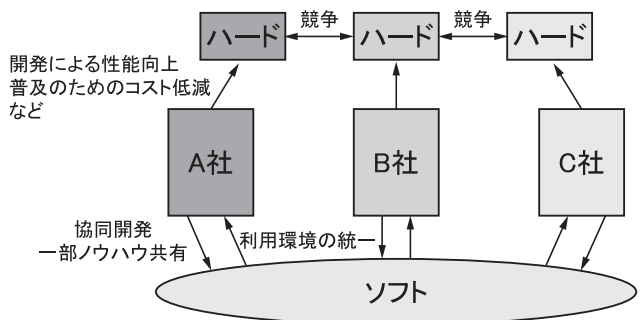 競争
競争
ハード
ハード
ハード
開発による性能向上
普及のためのコスト低減
など
A社
B社
C社
協同開発
一部ノウハウ共有
利用環境の統一
ソフト